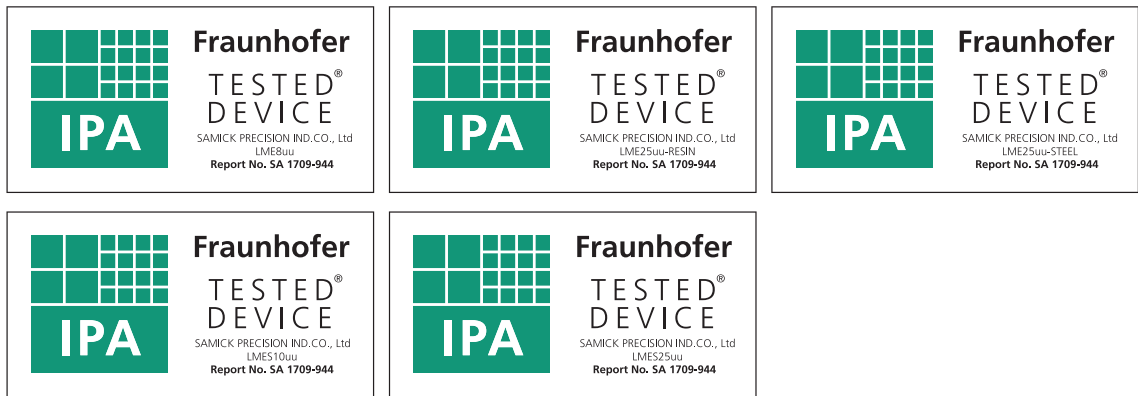 IPA
Fraunhofer
TESTED®
DEVICE
SAMICK PRECISION IND.CO., Ltd
LME8uu
Report No. SA 1709-944
IPA
Fraunhofer
TESTED®
DEVICE
SAMICK PRECISION IND.CO., Ltd
LME25uu-RESIN
Report No. SA 1709-944
IPA
Fraunhofer
TESTED®
DEVICE
SAMICK PRECISION IND.CO., Ltd
LME25uu-STEEL
Report No. SA 1709-944
IPA
Fraunhofer
TESTED®
DEVICE
SAMICK PRECISION IND.CO., Ltd
LMES10uu
Report No. SA 1709-944
IPA
Fraunhofer
TESTED®
DEVICE
SAMICK PRECISION IND.CO., Ltd
LMES25uu
Report No. SA 1709-944